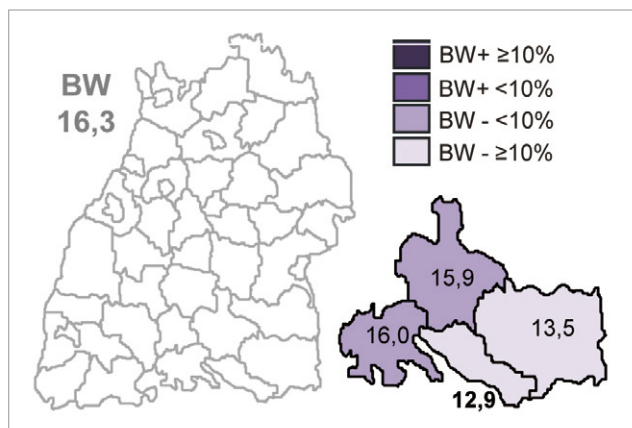 BW
16,3
BW+ ≥10%
BW+ <10%
BW - <10%
BW - ≥10%
15,9
16,0
13,5
12,9